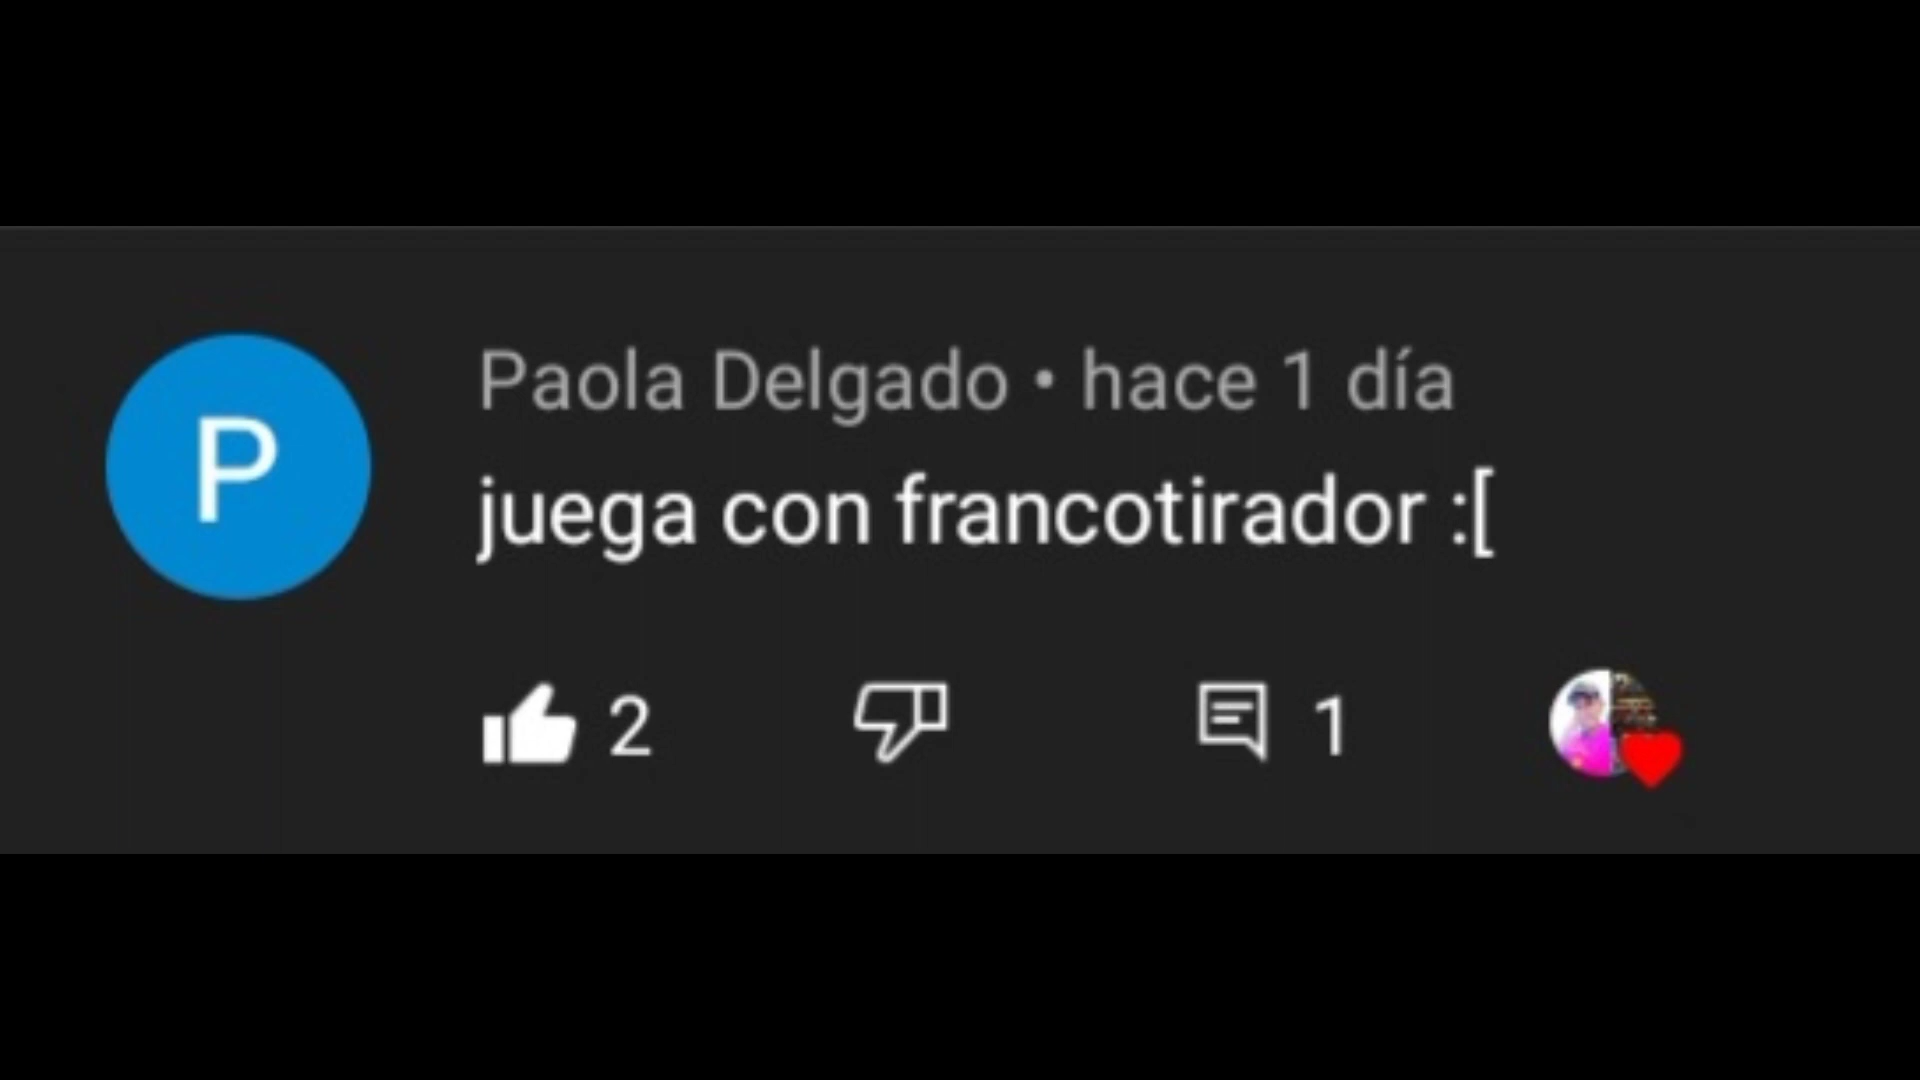 P
Paola Delgado • hace 1 día
juega con francotirador :[
2
1